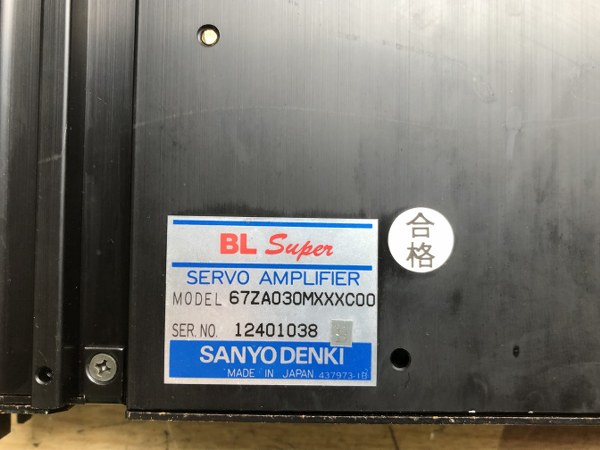 BL Super
SERVO AMPLIFIER
MODEL 67ZA030MXXXC00
SER. NO. 12401038
SANYO DENKI
MADE IN JAPAN 437973-1B
合格